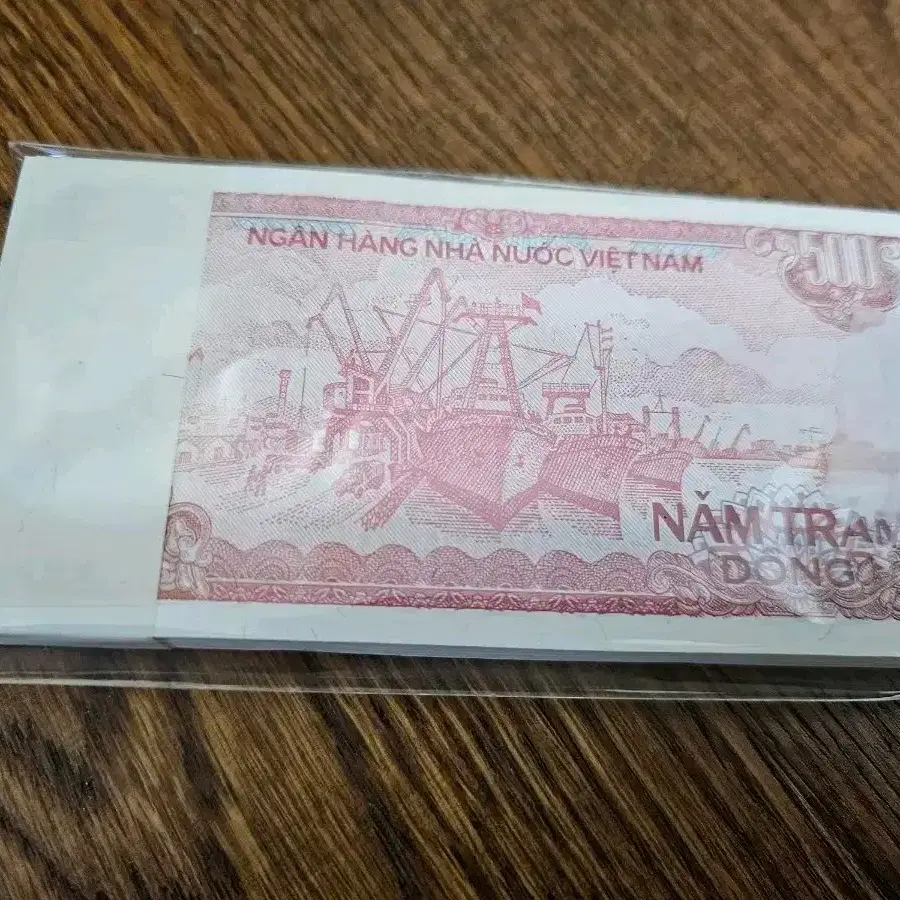 NGÂN HÀNG NHÀ NƯỚC VIỆT NAM
500
NĂM TRĂM
ĐỒNG